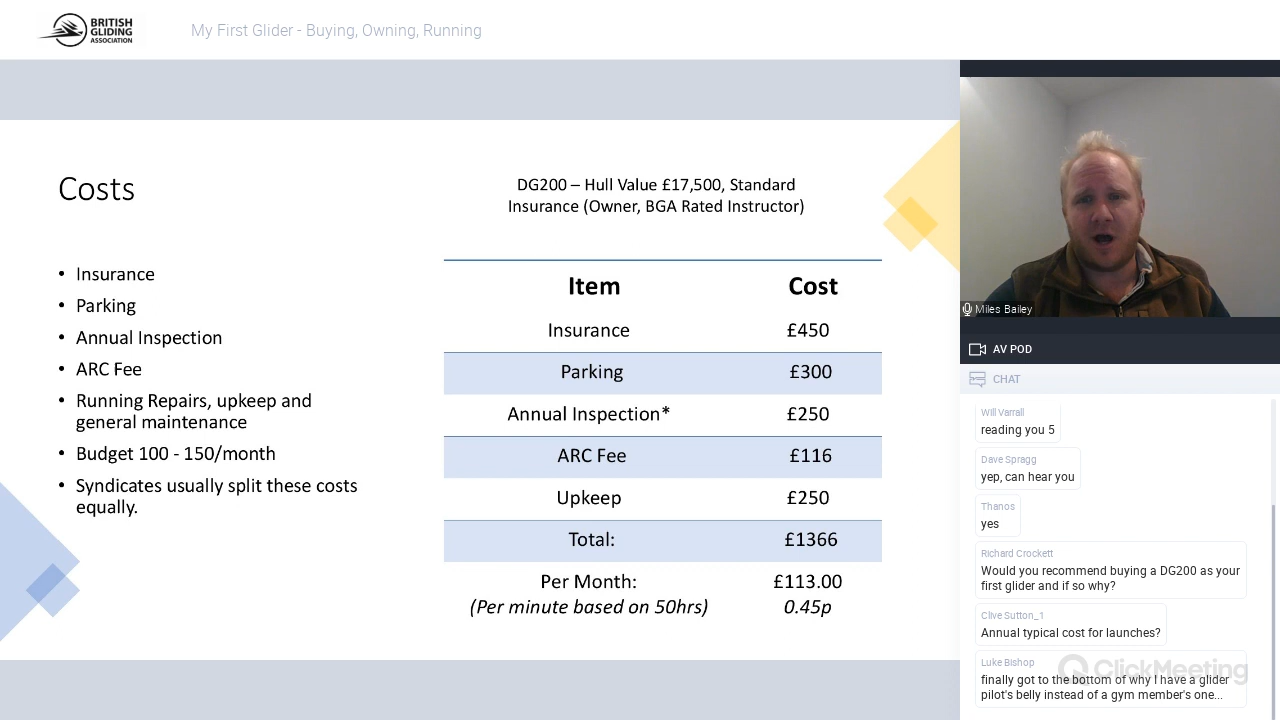 BRITISH
GLIDING
ASSOCIATION
My First Glider - Buying, Owning, Running
Costs
• Insurance
• Parking
• Annual Inspection
• ARC Fee
• Running Repairs, upkeep and
general maintenance
• Budget 100 - 150/month
• Syndicates usually split these costs
equally.
DG200 – Hull Value £17,500, Standard
Insurance (Owner, BGA Rated Instructor)
Item Cost
Insurance £450
Parking £300
Annual Inspection* £250
ARC Fee £116
Upkeep £250
Total: £1366
Per Month: £113.00
(Per minute based on 50hrs) 0.45p
Miles Bailey
AV POD
CHAT
Will Varrall
reading you 5
Dave Spragg
yep, can hear you
Thanos
yes
Richard Crockett
Would you recommend buying a DG200 as your
first glider and if so why?
Clive Sutton_1
Annual typical cost for launches?
Luke Bishop
finally got to the bottom of why I have a glider
pilot's belly instead of a gym member's one...
ClickMeeting